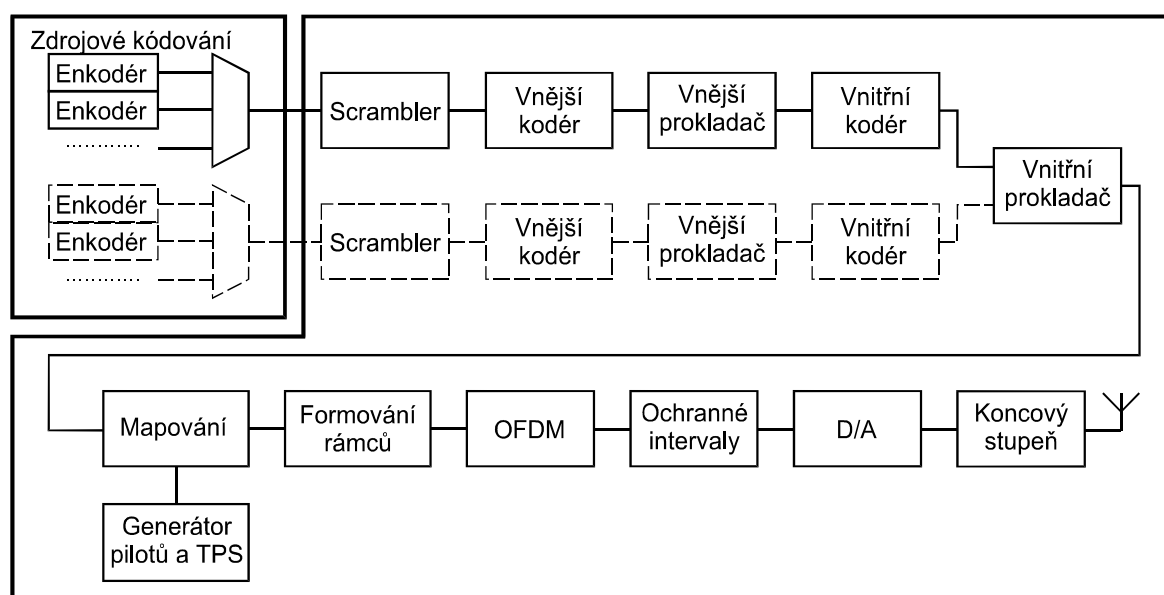 Zdrojové kódování
Enkodér
Enkodér
Scrambler
Vnější
kodér
Vnější
prokladač
Vnitřní
kodér
Vnitřní
prokladač
Enkodér
Enkodér
Scrambler
Vnější
kodér
Vnější
prokladač
Vnitřní
kodér
Mapování
Formování
rámců
OFDM
Ochranné
intervaly
D/A
Koncový
stupeň
Generátor
pilotů a TPS